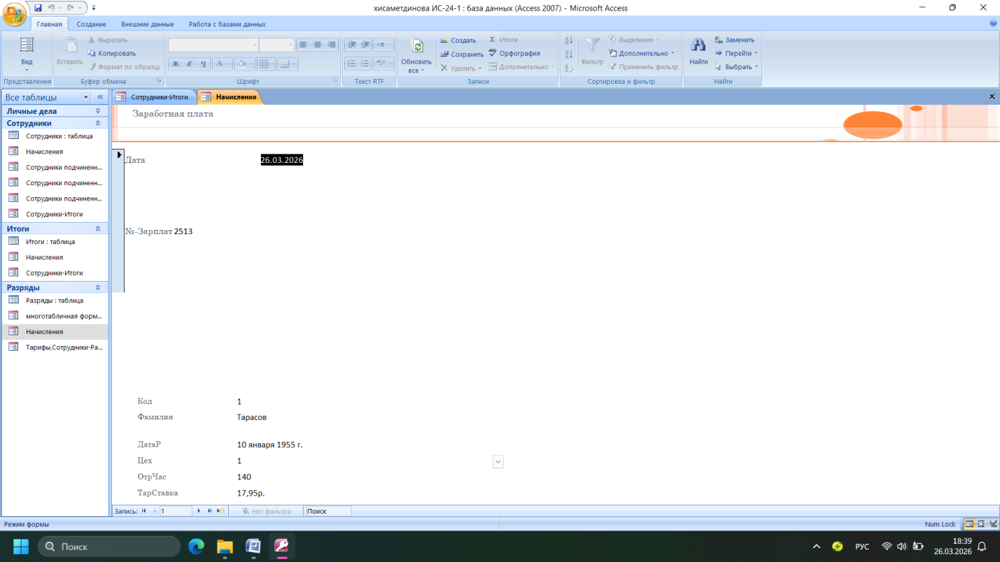 хисаметдинова ИС-24-1 : база данных (Access 2007) - Microsoft Access
Главная Создание Внешние данные Работа с базами данных
Вид
Представления
Вставить
Вырезать
Копировать
Формат по образцу
Буфер обмена
Ж К Ч А
Шрифт
Текст RTF
Обновить все
Создать
Сохранить
Удалить
Итоги
Орфография
Дополнительно
Записи
Фильтр
Выделение
Дополнительно
Применить фильтр
Сортировка и фильтр
Найти
Заменить
Перейти
Выбрать
Найти
Все таблицы
Личные дела
Сотрудники
Сотрудники : таблица
Начисления
Сотрудники подчиненн...
Сотрудники подчиненн...
Сотрудники подчиненн...
Сотрудники-Итоги
Итоги
Итоги : таблица
Начисления
Сотрудники-Итоги
Разряды
Разряды : таблица
многотабличная форм...
Начисления
Тарифы,Сотрудники-Ра...
Сотрудники-Итоги Начисления
Заработная плата
Дата 26.03.2026
№-Зарплат 2513
Код 1
Фамилия Тарасов
ДатаР 10 января 1955 г.
Цех 1
ОтрЧас 140
ТарСтавка 17,95р.
Запись: 1 Нет фильтра Поиск
Режим формы Num Lock
Поиск
РУС
18:39
26.03.2026